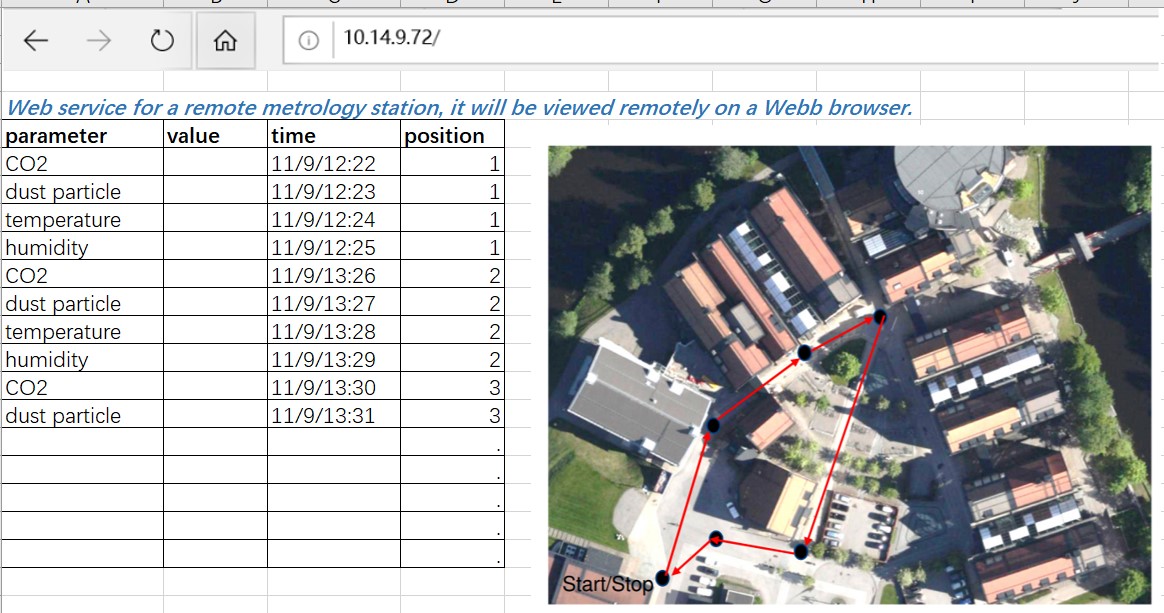 10.14.9.72/
Web service for a remote metrology station, it will be viewed remotely on a Webb browser.
parameter value time position
CO2 11/9/12:22 1
dust particle 11/9/12:23 1
temperature 11/9/12:24 1
humidity 11/9/12:25 1
CO2 11/9/13:26 2
dust particle 11/9/13:27 2
temperature 11/9/13:28 2
humidity 11/9/13:29 2
CO2 11/9/13:30 3
dust particle 11/9/13:31 3
.
.
.
.
.
Start/Stop